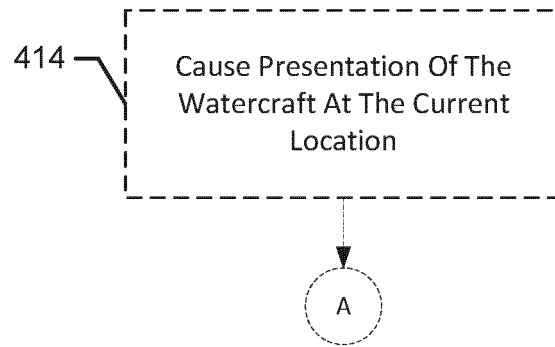 414
Cause Presentation Of The
Watercraft At The Current
Location
A